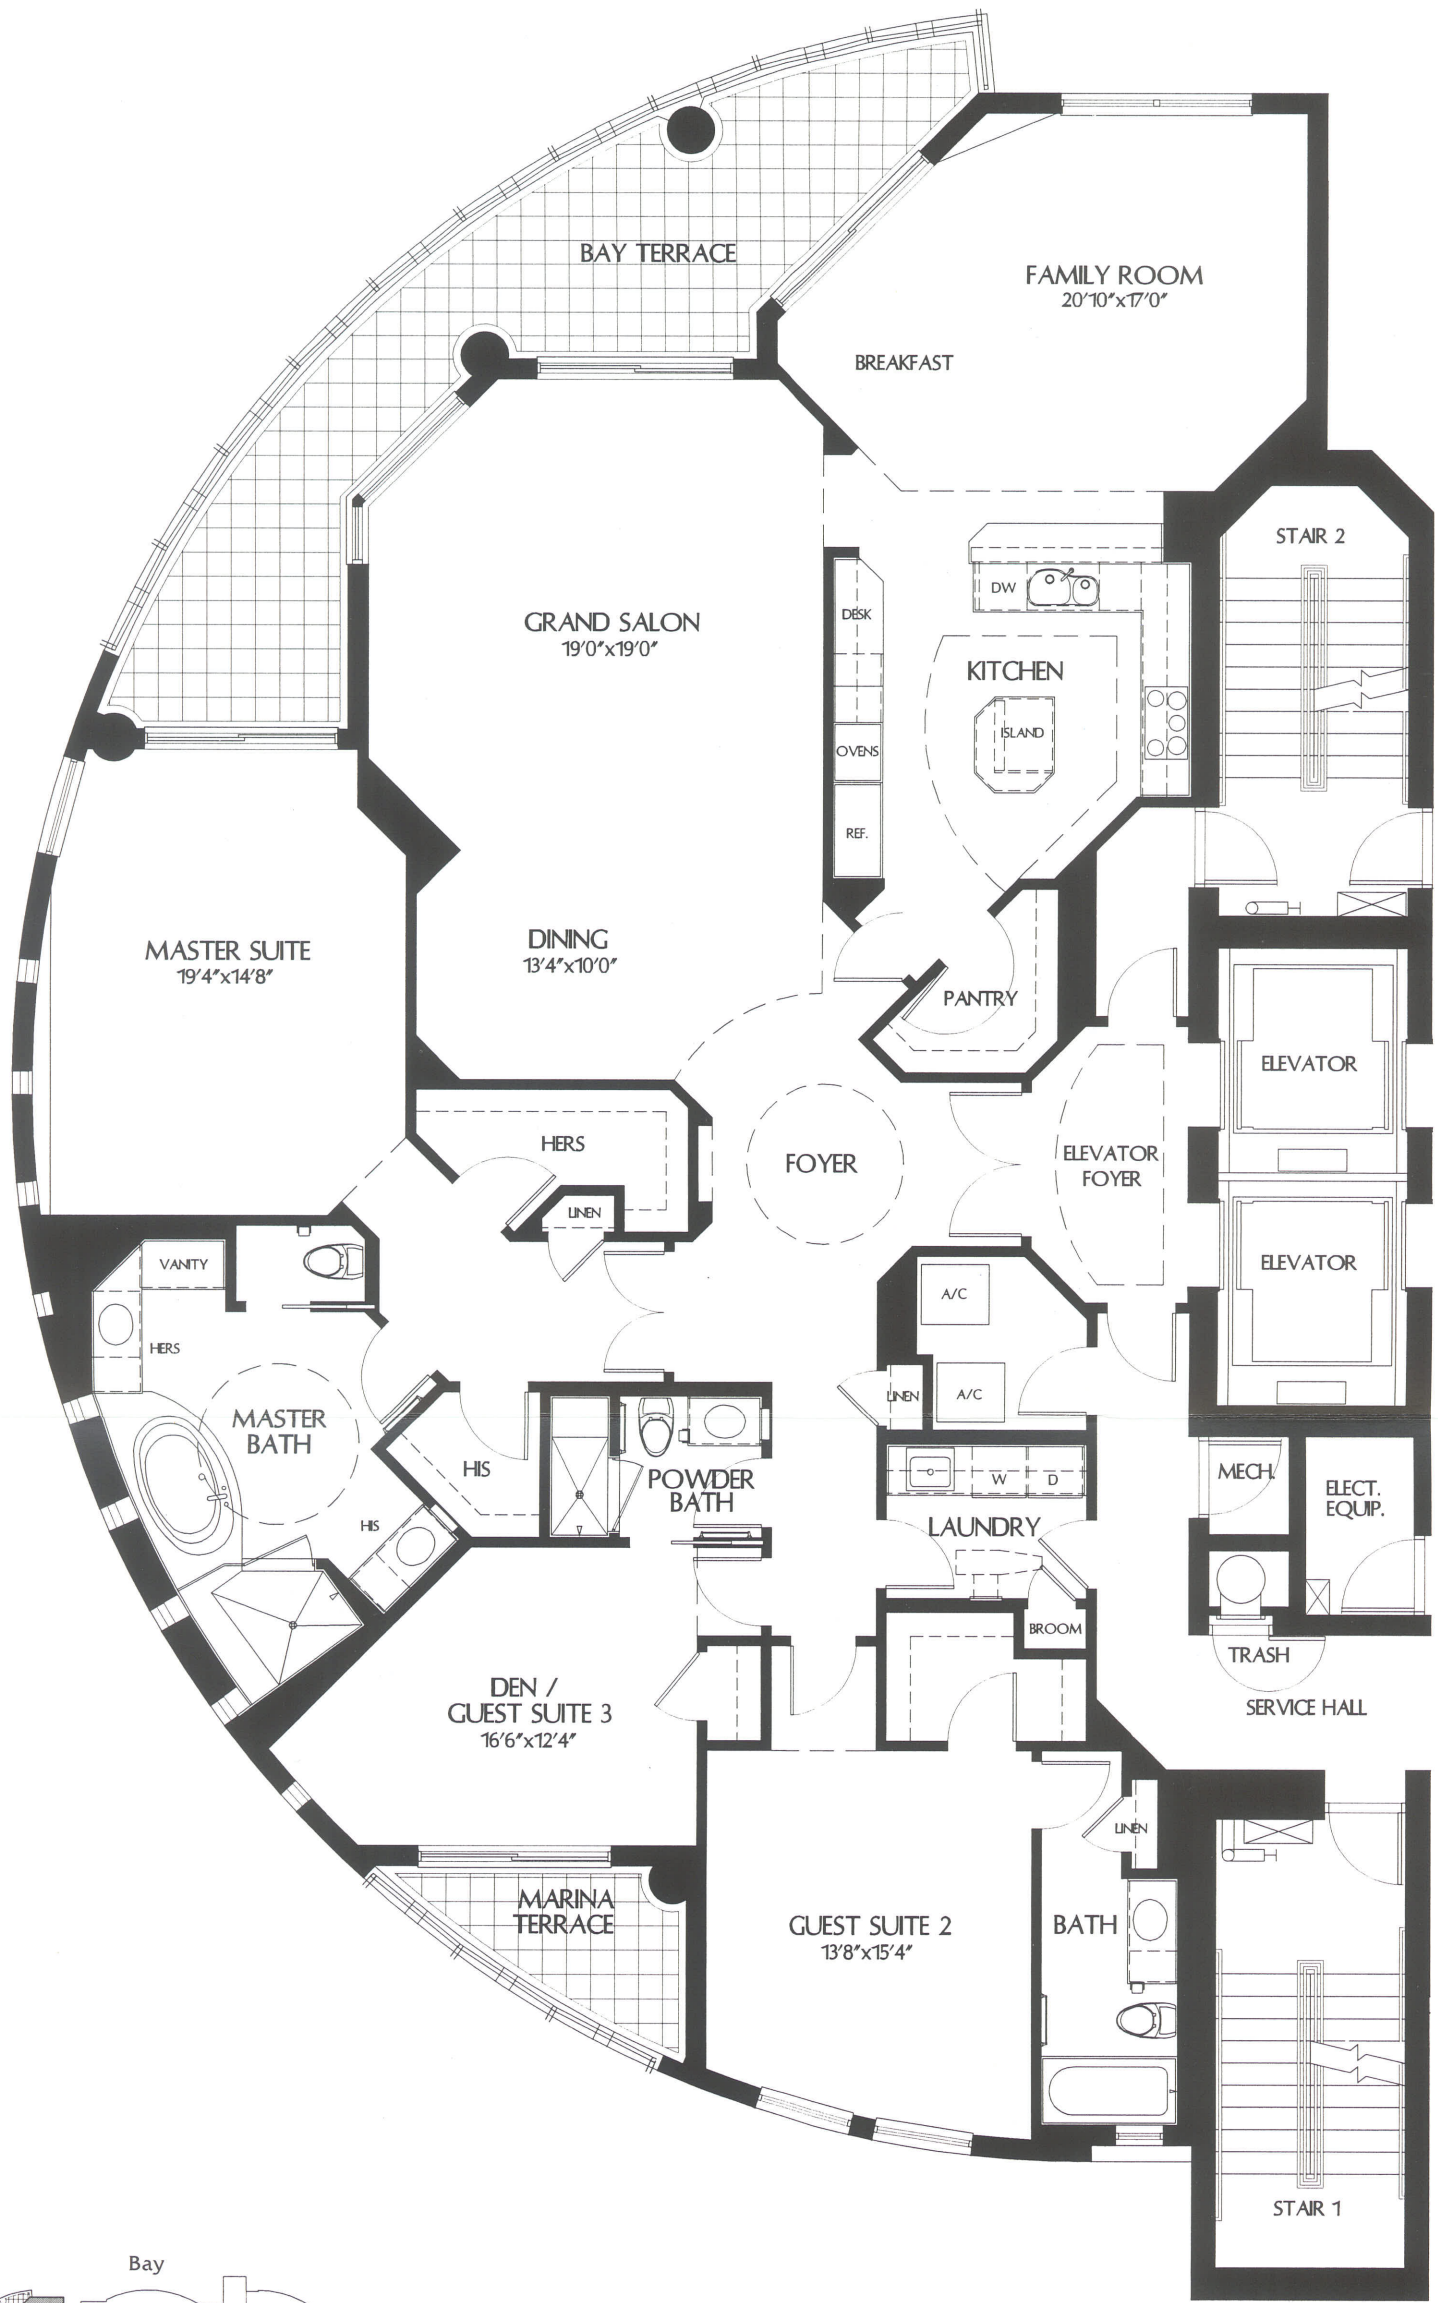 BAY TERRACE
FAMILY ROOM
20'10"x17'0"
BREAKFAST
STAIR 2
DW
DESK
GRAND SALON
19'0"x19'0"
KITCHEN
ISLAND
OVENS
REF.
MASTER SUITE
19'4"x14'8"
DINING
13'4"x10'0"
PANTRY
ELEVATOR
HERS
FOYER
ELEVATOR
FOYER
LINEN
VANITY
ELEVATOR
A/C
HERS
LINEN
A/C
MASTER
BATH
HIS
POWDER
BATH
W
D
MECH.
ELECT.
EQUIP.
HIS
LAUNDRY
BROOM
TRASH
SERVICE HALL
DEN /
GUEST SUITE 3
16'6"x12'4"
LINEN
MARINA
TERRACE
GUEST SUITE 2
13'8"x15'4"
BATH
STAIR 1
Bay